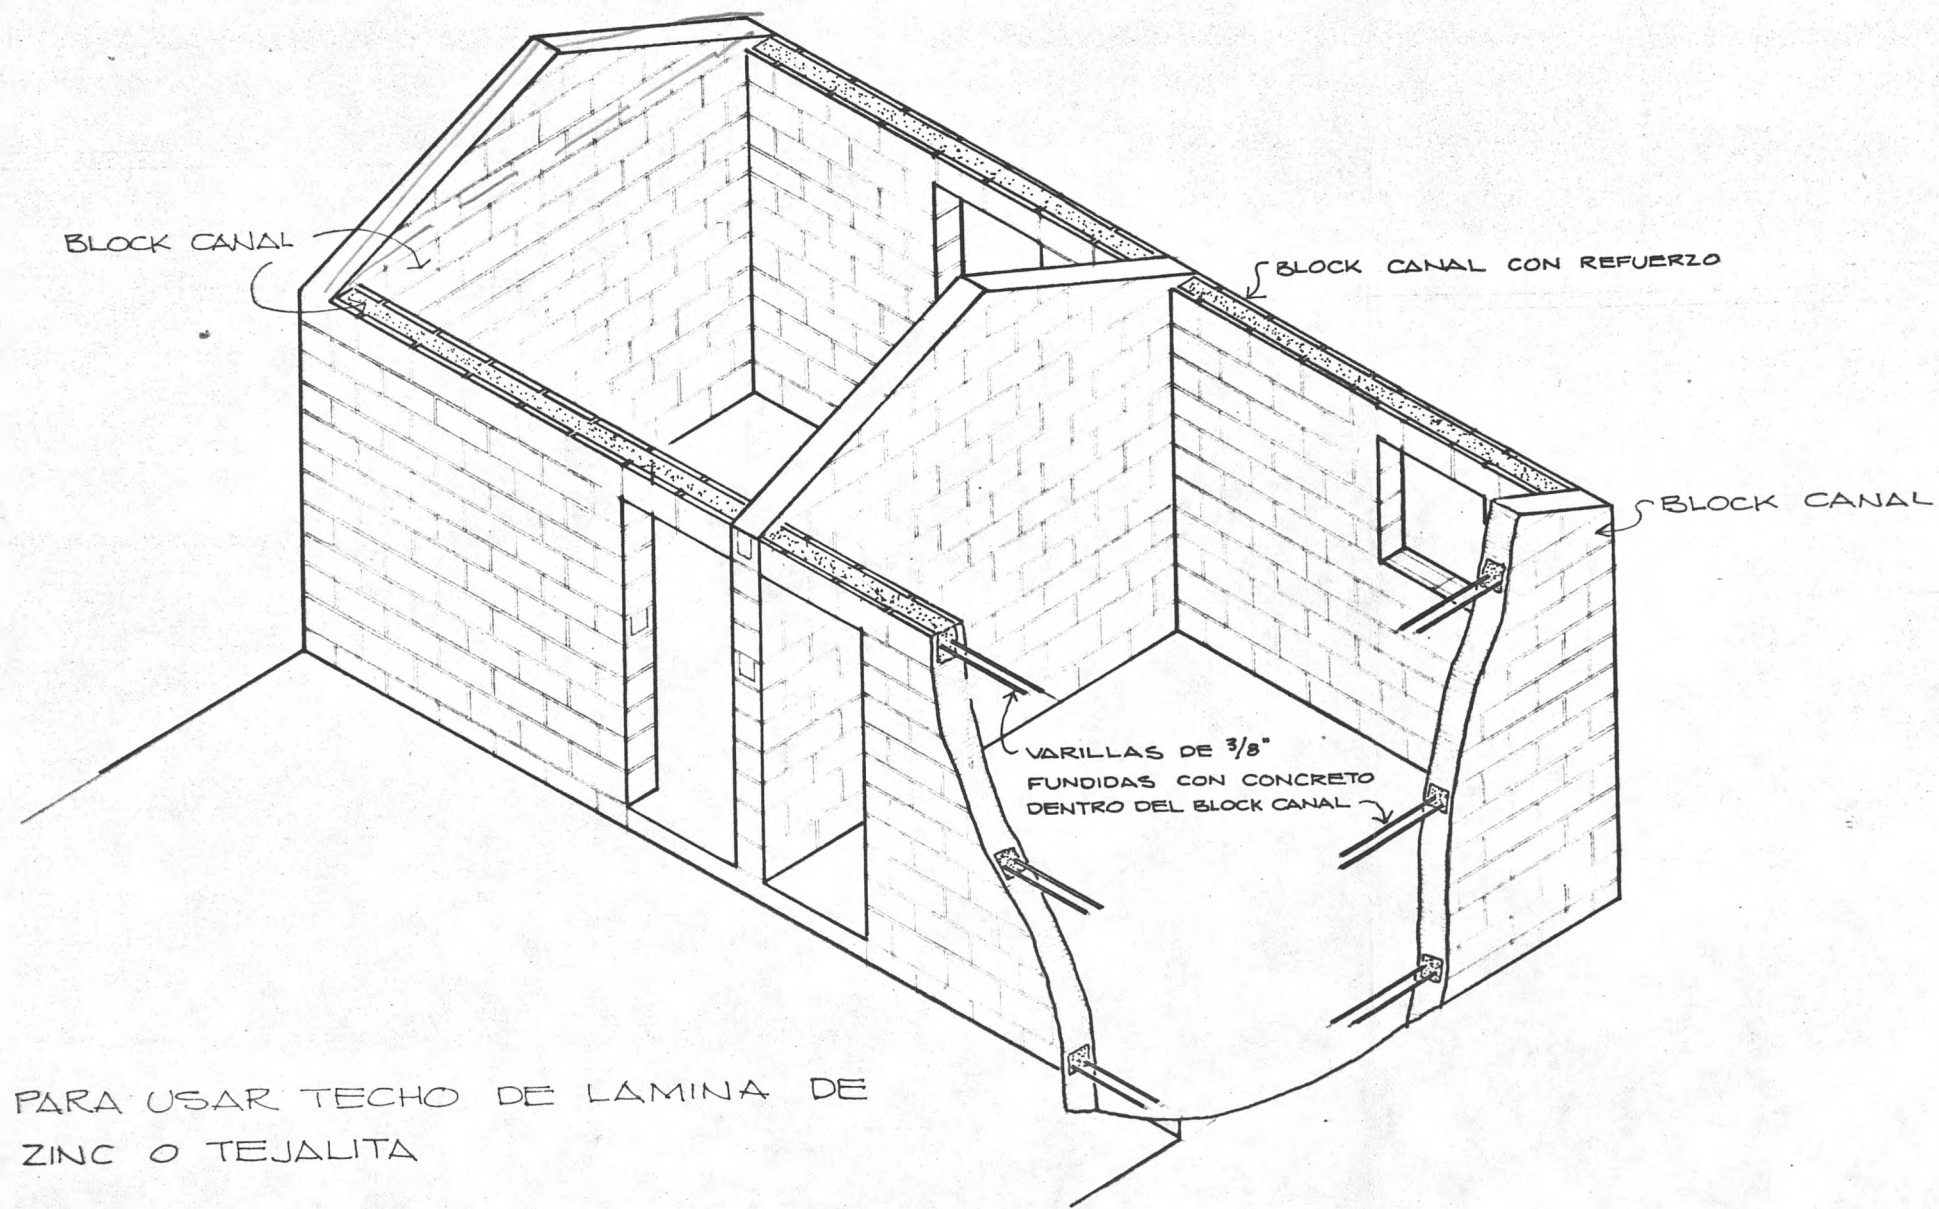 BLOCK CANAL
BLOCK CANAL CON REFUERZO
BLOCK CANAL
VARILLAS DE 3/8"
FUNDIDAS CON CONCRETO
DENTRO DEL BLOCK CANAL
PARA USAR TECHO DE LAMINA DE
ZINC O TEJALITA